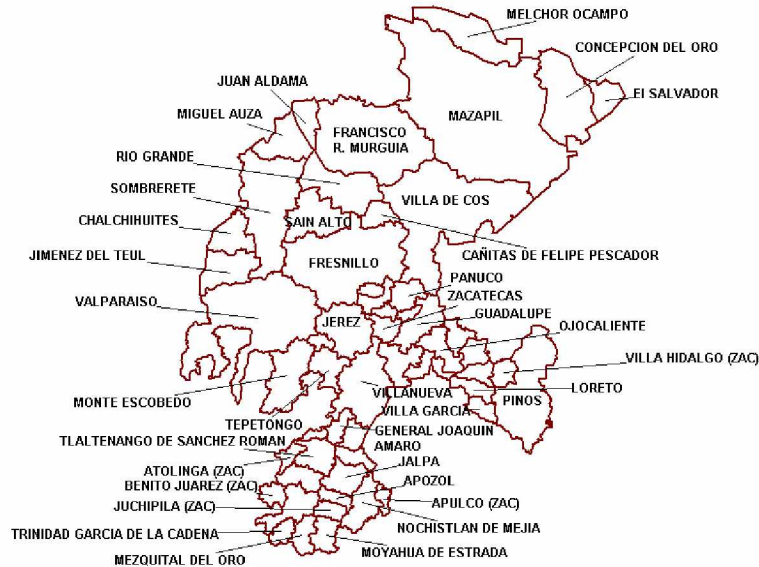 MELCHOR OCAMPO
CONCEPCION DEL ORO
JUAN ALDAMA
El SALVADOR
MIGUEL AUZA
MAZAPIL
FRANCISCO
R. MURGUIA
RIO GRANDE
SOMBRERETE
VILLA DE COS
CHALCHIHUITES
SAIN ALTO
JIMENEZ DEL TEUL
CAÑITAS DE FELIPE PESCADOR
FRESNILLO
PANUCO
VALPARAISO
ZACATECAS
GUADALUPE
JEREZ
OJOCALIENTE
VILLA HIDALGO (ZAC)
LORETO
VILLANUEVA
PINOS
MONTE ESCOBEDO
VILLA GARCIA
TEPETONGO
GENERAL JOAQUIN
AMARO
TLALTENANGO DE SANCHEZ ROMAN
JALPA
ATOLINGA (ZAC)
APOZOL
BENITO JUAREZ (ZAC)
APULCO (ZAC)
JUCHIPILA (ZAC)
NOCHISTLAN DE MEJIA
TRINIDAD GARCIA DE LA CADENA
MOYAHUA DE ESTRADA
MEZQUITAL DEL ORO